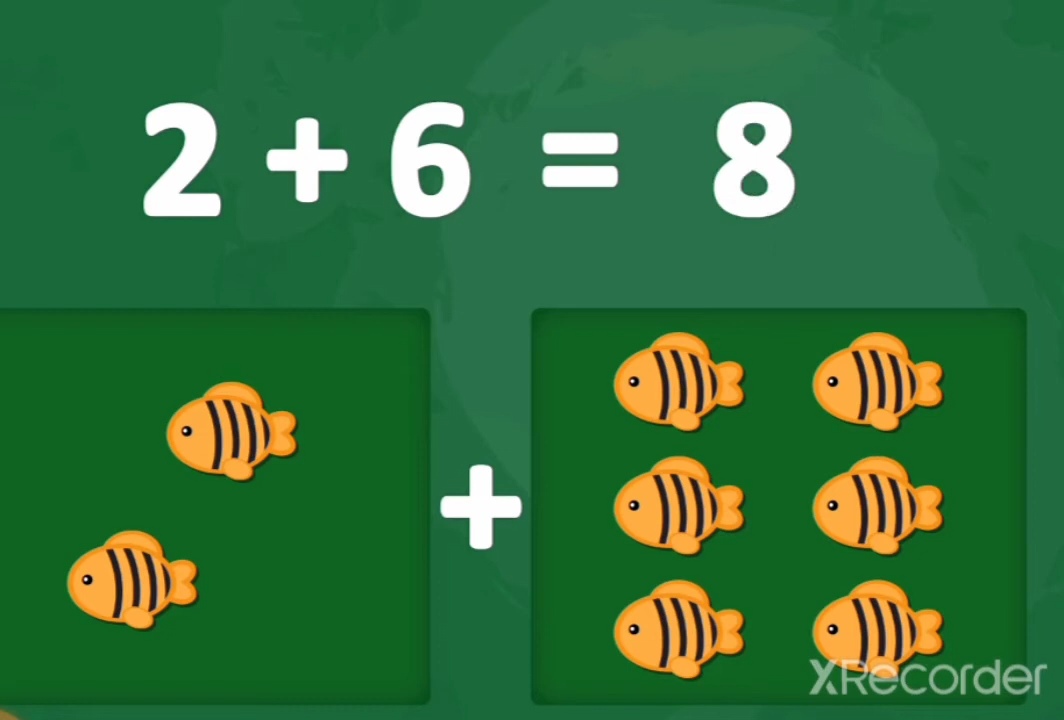 2 + 6 = 8
+
XRecorder